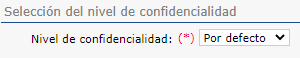 Selección del nivel de confidencialidad
Nivel de confidencialidad: (*) Por defecto